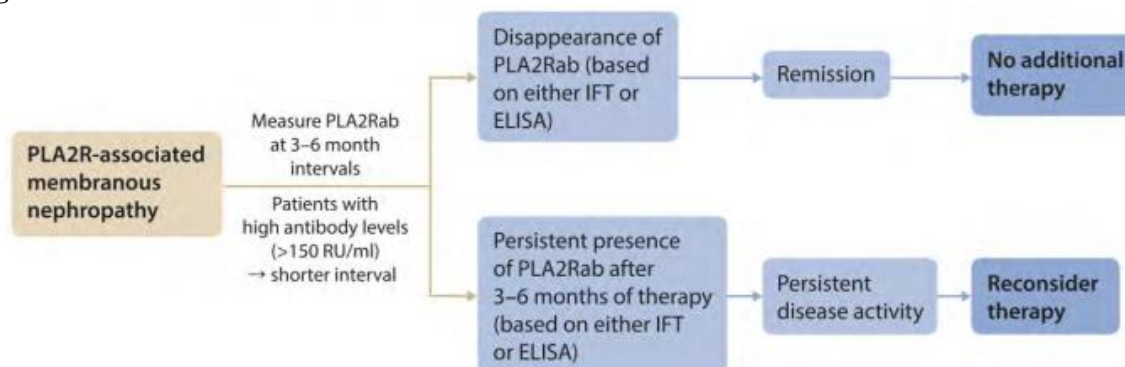 Disappearance of
PLA2Rab (based
on either IFT or
ELISA)
Remission
No additional
therapy
PLA2R-associated
membranous
nephropathy
Measure PLA2Rab
at 3–6 month
intervals
Patients with
high antibody levels
(>150 RU/ml)
→ shorter interval
Persistent presence
of PLA2Rab after
3–6 months of therapy
(based on either IFT
or ELISA)
Persistent
disease activity
Reconsider
therapy